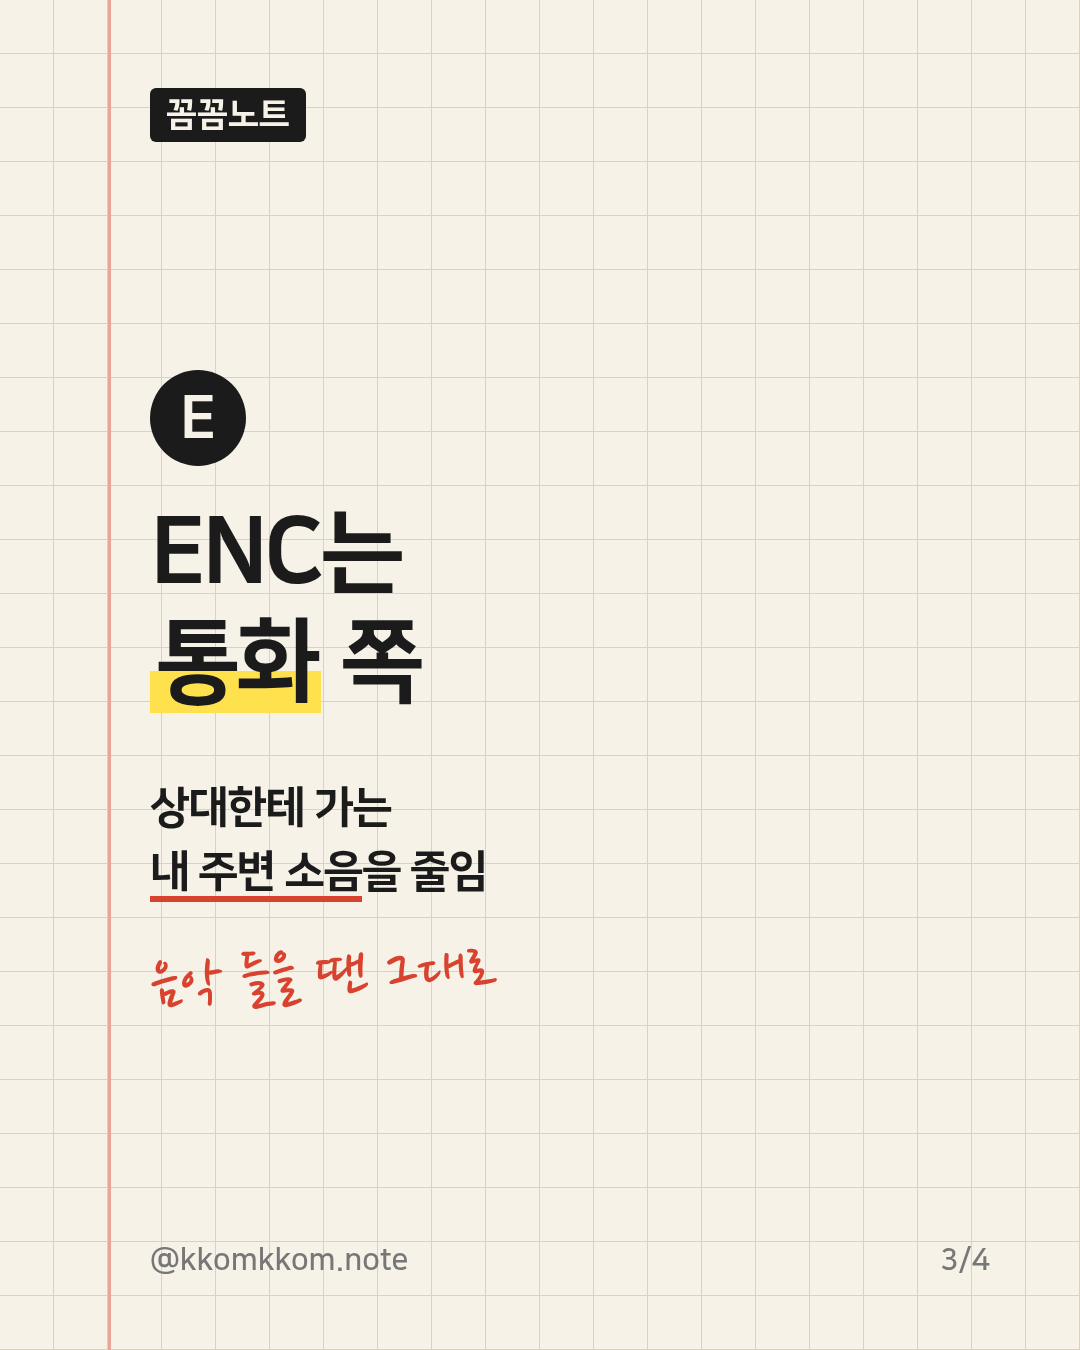 꼼꼼노트
E
ENC는
통화 쪽
상대한테 가는
내 주변 소음을 줄임
음악 들을 땐 그대로
@kkomkkom.note
3/4